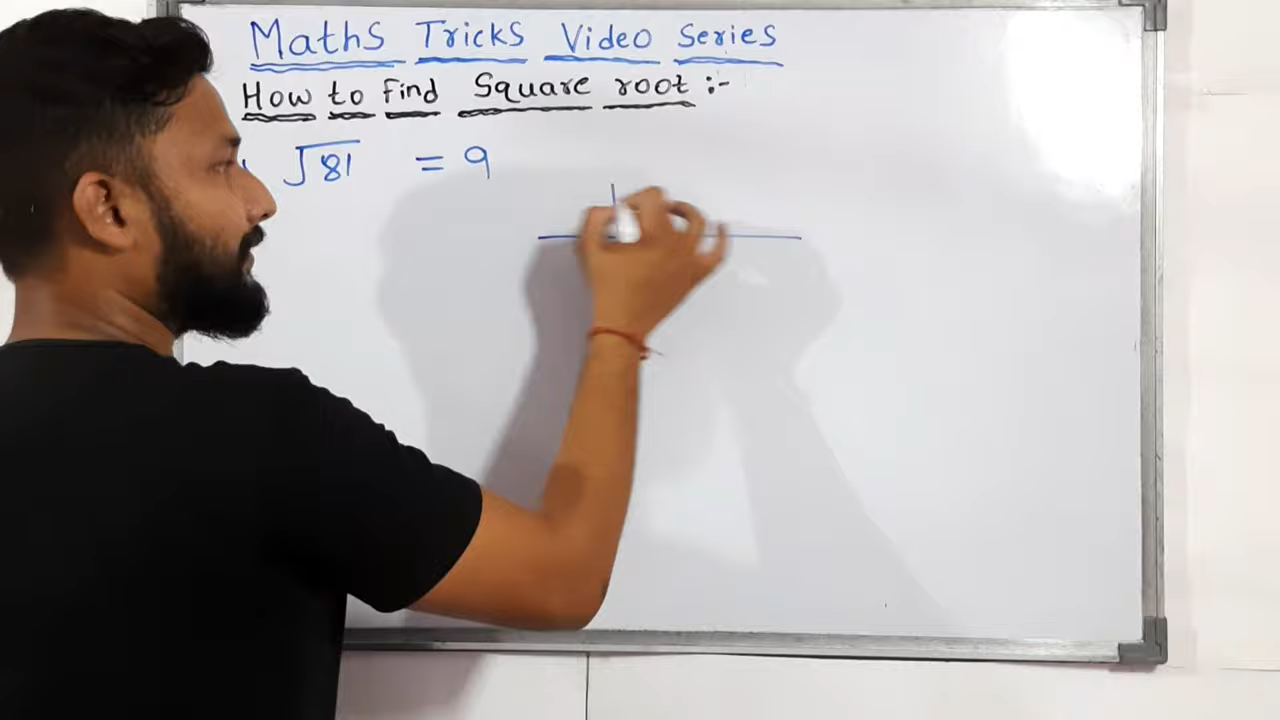 Maths Tricks Video Series
How to find Square root :-
√81 = 9